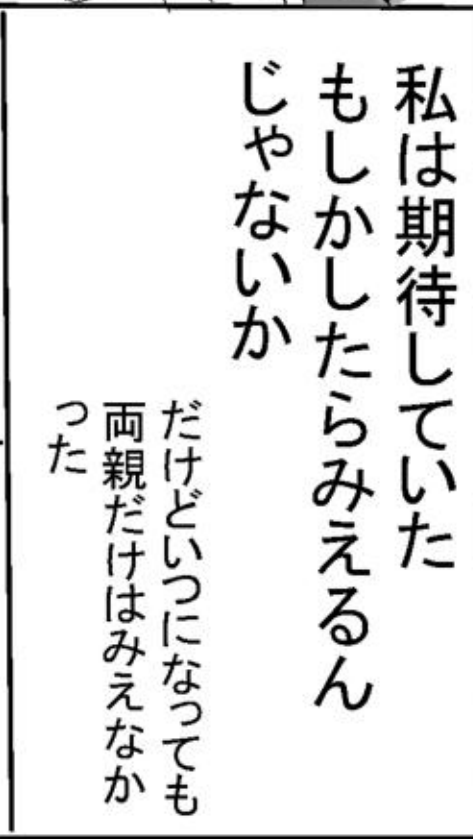 私は期待していた
もしかしたらみえるん
じゃないか
だけどいつになっても
両親だけはみえなか
った